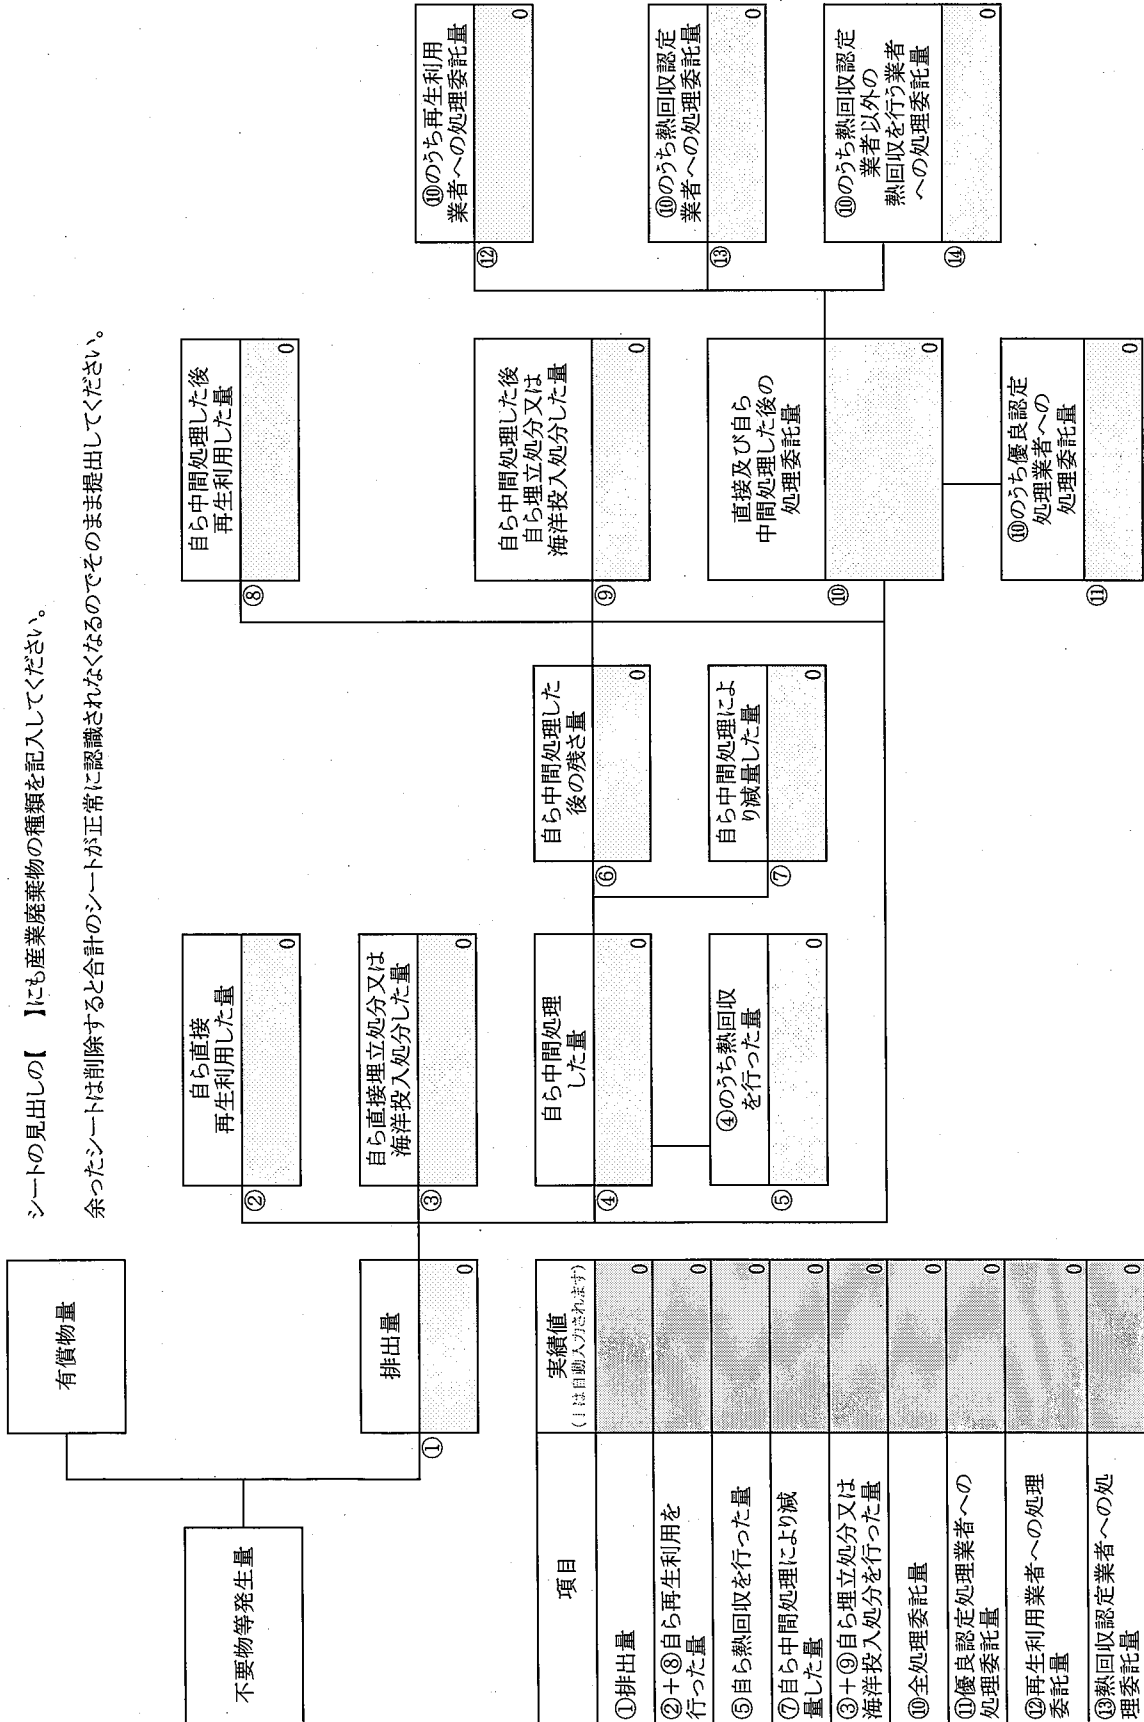 シートの見出しの【　】にも産業廃棄物の種類を記入してください。
余ったシートは削除すると合計のシートが正常に認識されなくなるのでそのまま提出してください。
不要物等発生量
有償物量
排出量
①
0
自ら直接
再生利用した量
②
0
自ら直接埋立処分又は
海洋投入処分した量
③
0
自ら中間処理
した量
④
0
④のうち熱回収
を行った量
⑤
0
自ら中間処理した
後の残さ量
⑥
0
自ら中間処理によ
り減量した量
⑦
0
自ら中間処理した後
再生利用した量
⑧
0
自ら中間処理した後
自ら埋立処分又は
海洋投入処分した量
⑨
0
直接及び自ら
中間処理した後の
処理委託量
⑩
0
⑩のうち優良認定
処理業者への
処理委託量
⑪
0
⑩のうち再生利用
業者への処理委託量
⑫
0
⑩のうち熱回収認定
業者への処理委託量
⑬
0
⑩のうち熱回収認定
業者以外の
熱回収を行う業者
への処理委託量
⑭
0
項目
実績値
は自動入力されます)
①排出量
0
②+⑧自ら再生利用を
行った量
0
⑤自ら熱回収を行った量
0
⑦自ら中間処理により減
量した量
0
③+⑨自ら埋立処分又は
海洋投入処分を行った量
0
⑩全処理委託量
0
⑪優良認定処理業者への
処理委託量
0
⑫再生利用業者への処理
委託量
0
⑬熱回収認定業者への処
理委託量
0